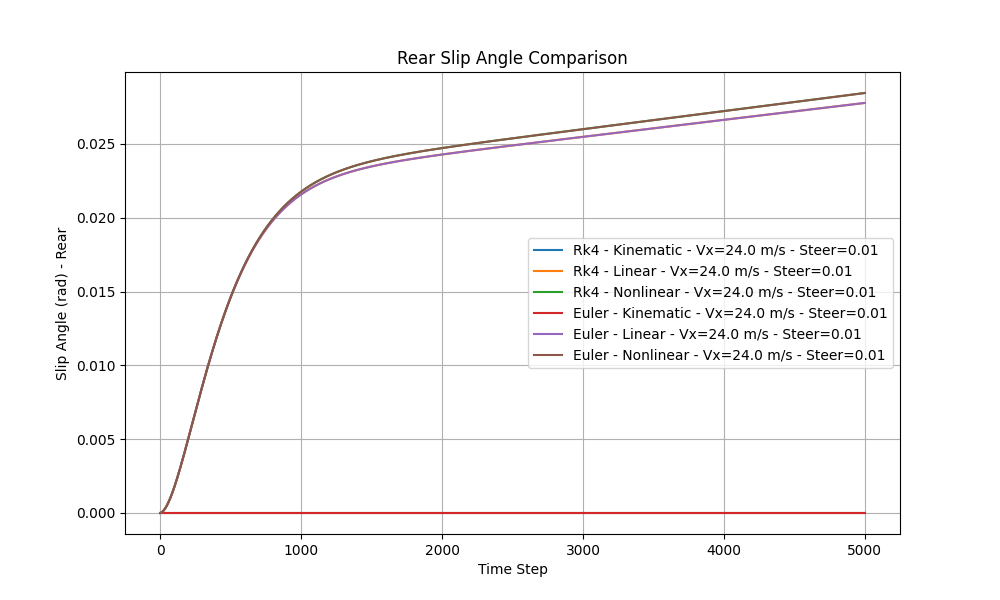 Rear Slip Angle Comparison
Slip Angle (rad) - Rear
0.025
0.020
0.015
0.010
0.005
0.000
Rk4 - Kinematic - Vx=24.0 m/s - Steer=0.01
Rk4 - Linear - Vx=24.0 m/s - Steer=0.01
Rk4 - Nonlinear - Vx=24.0 m/s - Steer=0.01
Euler - Kinematic - Vx=24.0 m/s - Steer=0.01
Euler - Linear - Vx=24.0 m/s - Steer=0.01
Euler - Nonlinear - Vx=24.0 m/s - Steer=0.01
0 1000 2000 3000 4000 5000
Time Step